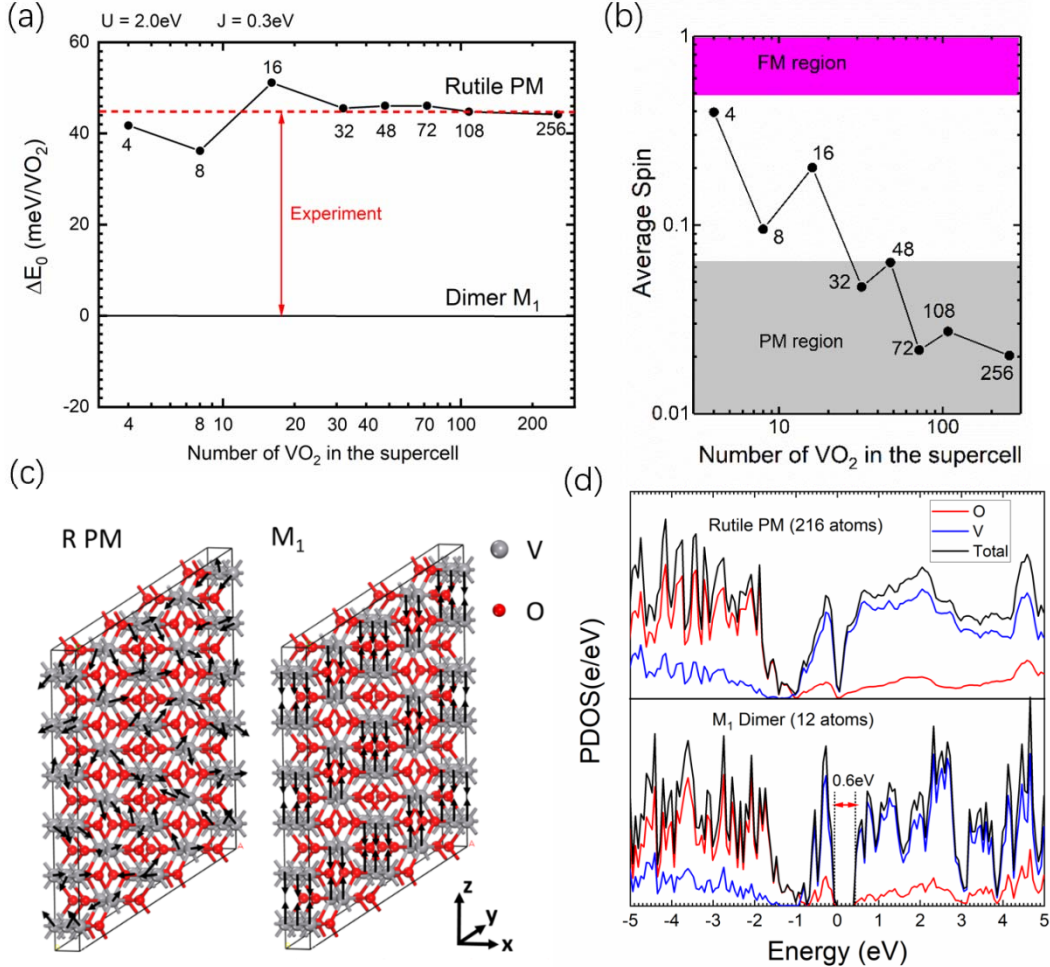 (a)
U = 2.0eV J = 0.3eV
60
40
20
0
-20
ΔE₀ (meV/VO₂)
16
Rutile PM
4
8
32
48
72
108
256
Experiment
Dimer M₁
4
8
10
20
30
40
70
100
200
Number of VO₂ in the supercell
(b)
1
0.1
0.01
Average Spin
FM region
4
16
8
48
32
108
PM region
72
256
10
100
Number of VO₂ in the supercell
(c)
R PM
M₁
V
O
z
y
x
(d)
O
V
Total
Rutile PM (216 atoms)
PDOS(e/eV)
M₁ Dimer (12 atoms)
0.6eV
-5 -4 -3 -2 -1 0 1 2 3 4 5
Energy (eV)